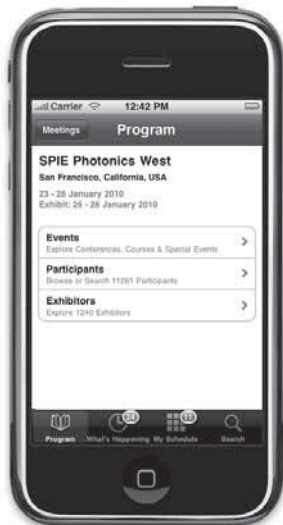 Carrier 12:42 PM
Meetings Program
SPIE Photonics West
San Francisco, California, USA
23 - 28 January 2010
Exhibit: 26 - 28 January 2010
Events
Explore Conferences, Courses & Special Events
Participants
Browse or Search 11261 Participants
Exhibitors
Explore 1240 Exhibitors
24 11
Program What's Happening My Schedule Search